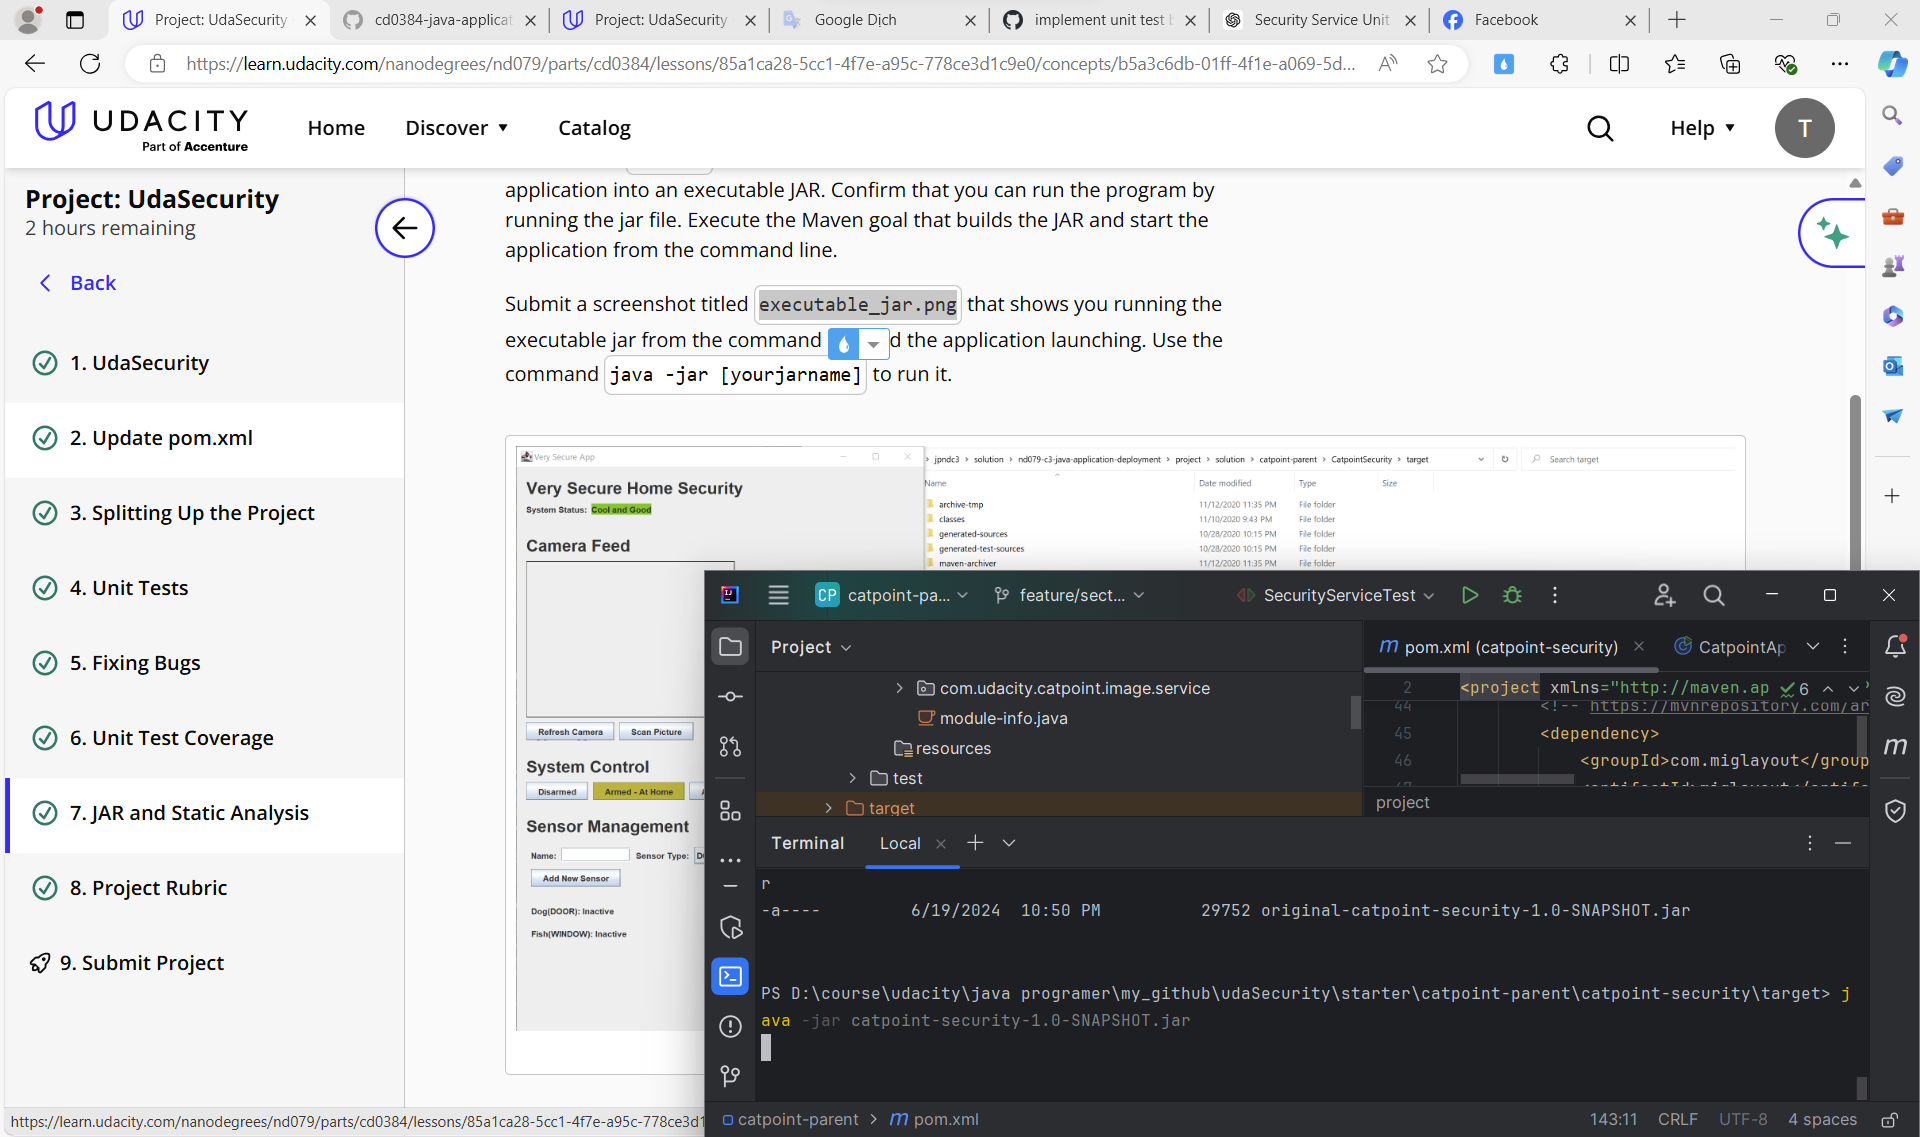 Project: UdaSecurity
cd0384-java-applicat
Project: UdaSecurity
Google Dịch
implement unit test b
Security Service Unit
Facebook
https://learn.udacity.com/nanodegrees/nd079/parts/cd0384/lessons/85a1ca28-5cc1-4f7e-a95c-778ce3d1c9e0/concepts/b5a3c6db-01ff-4f1e-a069-5d...
UDACITY
Part of Accenture
Home
Discover
Catalog
Help
T
Project: UdaSecurity
2 hours remaining
Back
1. UdaSecurity
2. Update pom.xml
3. Splitting Up the Project
4. Unit Tests
5. Fixing Bugs
6. Unit Test Coverage
7. JAR and Static Analysis
8. Project Rubric
9. Submit Project
application into an executable JAR. Confirm that you can run the program by
running the jar file. Execute the Maven goal that builds the JAR and start the
application from the command line.
Submit a screenshot titled executable_jar.png that shows you running the
executable jar from the command d the application launching. Use the
command java -jar [yourjarname] to run it.
Very Secure App
Very Secure Home Security
System Status: Cool and Good
Camera Feed
Refresh Camera
Scan Picture
System Control
Disarmed
Armed - At Home
A
Sensor Management
Name:
Sensor Type:
Add New Sensor
Dog(DOOR): Inactive
Fish(WINDOW): Inactive
jpndc3 > solution > nd079-c3-java-application-deployment > project > solution > catpoint-parent > CatpointSecurity > target
Search target
Name
Date modified
Type
Size
archive-tmp 11/12/2020 11:35 PM File folder
classes 11/10/2020 9:43 PM File folder
generated-sources 10/28/2020 10:15 PM File folder
generated-test-sources 10/28/2020 10:15 PM File folder
maven-archiver 11/12/2020 11:35 PM File folder
CP catpoint-pa...
feature/sect...
SecurityServiceTest
Project
com.udacity.catpoint.image.service
module-info.java
resources
test
target
m pom.xml (catpoint-security)
CatpointAp
2 <project xmlns="http://maven.ap 6
44 <!-- https://mvnrepository.com/ar
45 <dependency>
46 <groupId>com.miglayout</group
project
Terminal
Local
r
-a---- 6/19/2024 10:50 PM 29752 original-catpoint-security-1.0-SNAPSHOT.jar
PS D:\course\udacity\java programer\my_github\udaSecurity\starter\catpoint-parent\catpoint-security\target> j
ava -jar catpoint-security-1.0-SNAPSHOT.jar
https://learn.udacity.com/nanodegrees/nd079/parts/cd0384/lessons/85a1ca28-5cc1-4f7e-a95c-778ce3d1
catpoint-parent > m pom.xml
143:11
CRLF
UTF-8
4 spaces